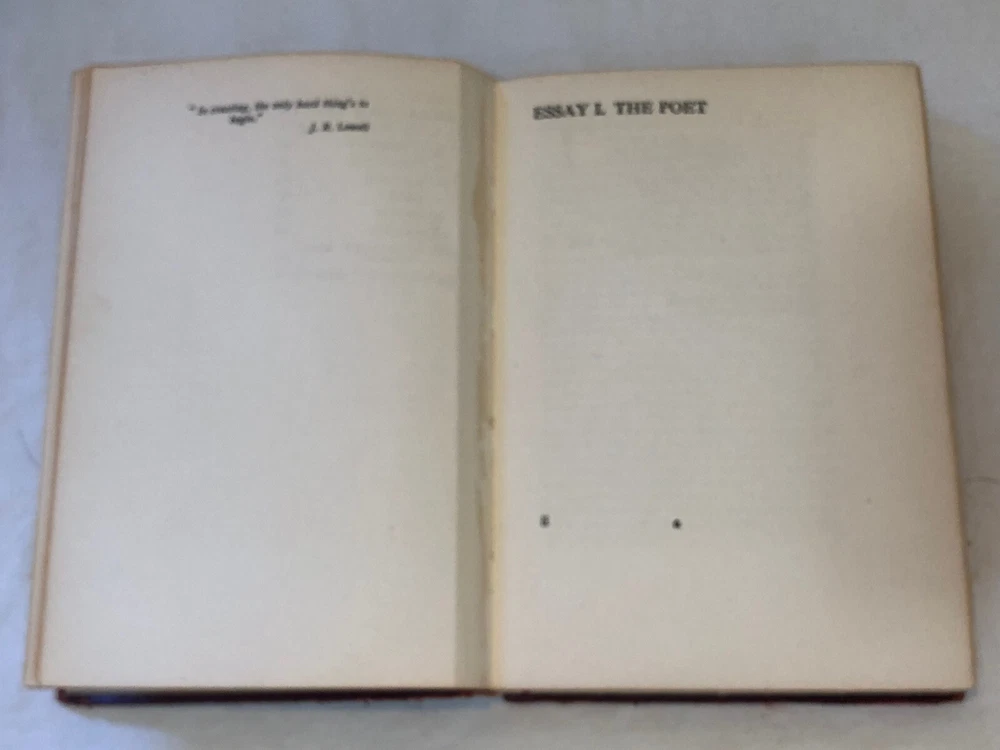 "In creating, the only hard thing's to
begin."
J. R. Lowell
ESSAY I. THE POET